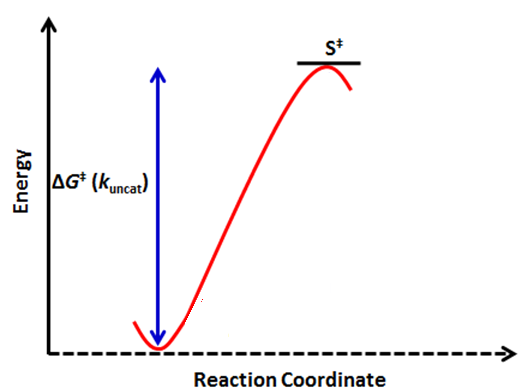 S‡
ΔG‡ (kuncat)
Energy
Reaction Coordinate